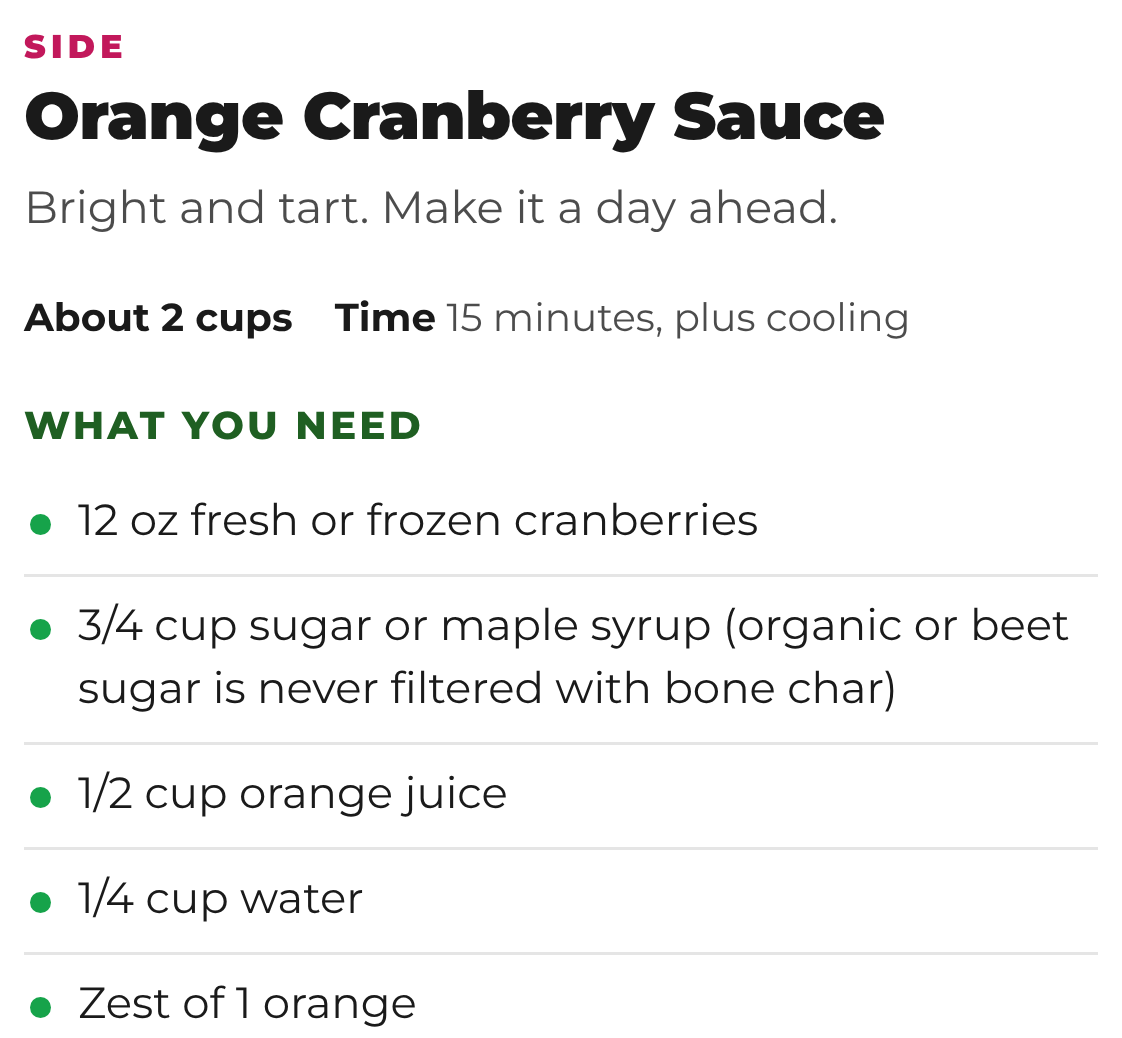 SIDE
Orange Cranberry Sauce
Bright and tart. Make it a day ahead.
About 2 cups Time 15 minutes, plus cooling
WHAT YOU NEED
12 oz fresh or frozen cranberries
3/4 cup sugar or maple syrup (organic or beet
sugar is never filtered with bone char)
1/2 cup orange juice
1/4 cup water
Zest of 1 orange